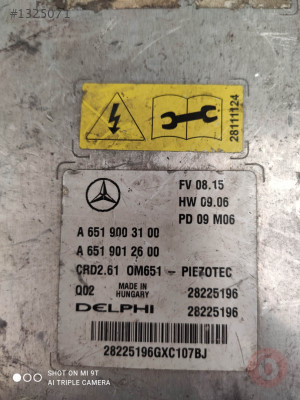 #1325071
28111124
FV 08.15
HW 09.06
PD 09 M06
A 651 900 31 00
A 651 901 26 00
CRD2.61 OM651 - PIEZOTEC
Q02 MADE IN HUNGARY 28225196
DELPHI 28225196
28225196GXC107BJ
SHOT ON MI 9T
AI TRIPLE CAMERA